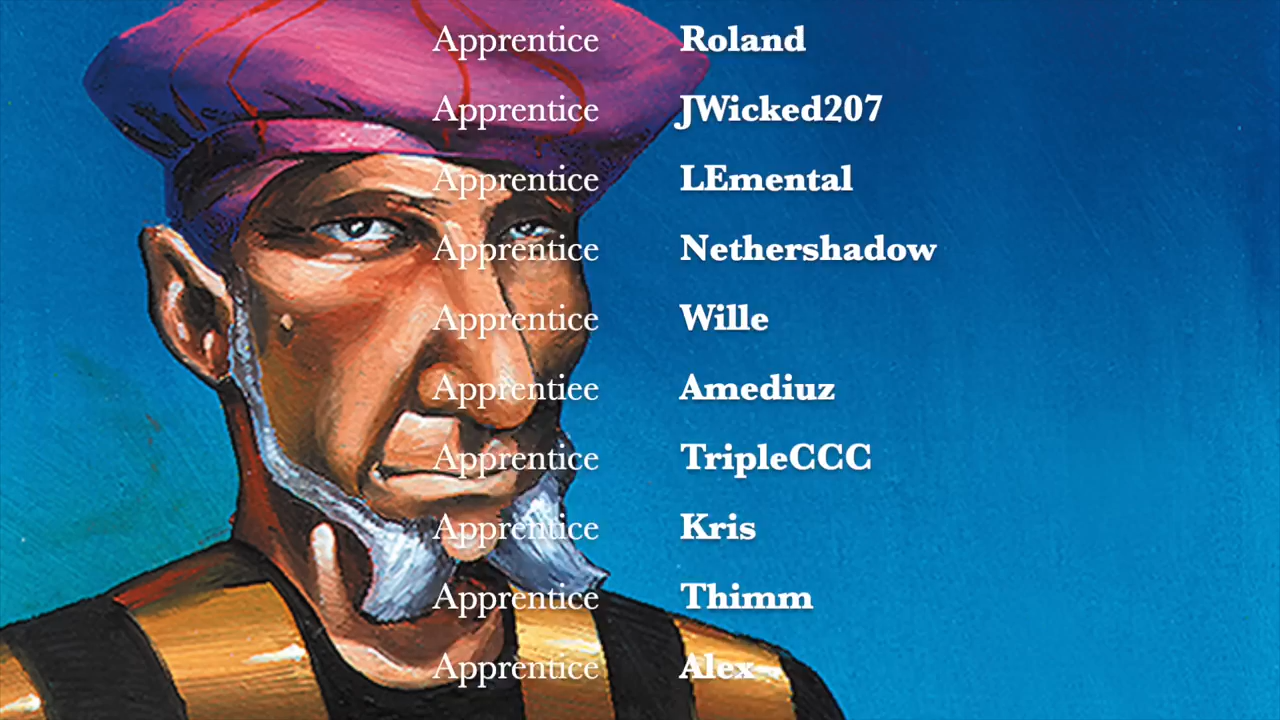 Apprentice Roland
Apprentice JWicked207
Apprentice LEmental
Apprentice Nethershadow
Apprentice Wille
Apprentiee Amediuz
Apprentice TripleCCC
Apprentice Kris
Apprentice Thimm
Apprentice Alex